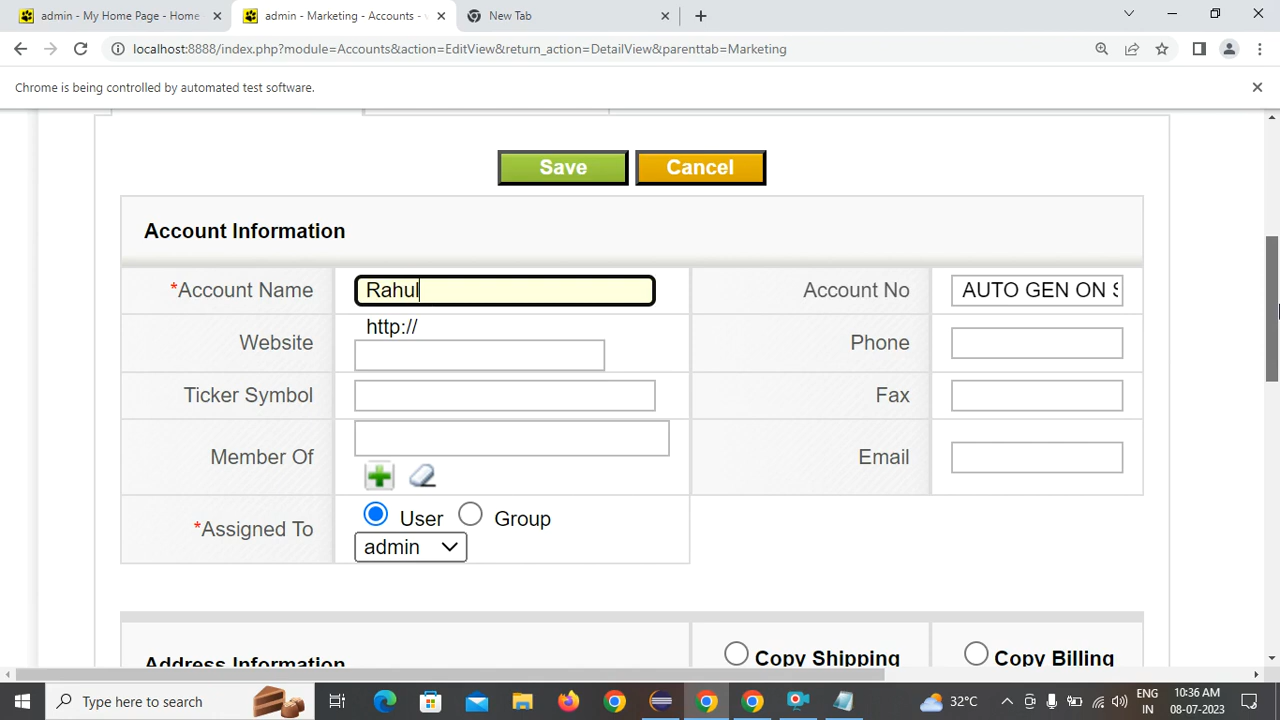 admin - My Home Page - Home -
admin - Marketing - Accounts - v
New Tab
localhost:8888/index.php?module=Accounts&action=EditView&return_action=DetailView&parenttab=Marketing
Chrome is being controlled by automated test software.
Save
Cancel
Account Information
*Account Name
Rahul
Account No
AUTO GEN ON S
Website
http://
Phone
Ticker Symbol
Fax
Member Of
Email
*Assigned To
User
Group
admin
Address Information
Copy Shipping
Copy Billing
Type here to search
32°C
ENG
IN
10:36 AM
08-07-2023